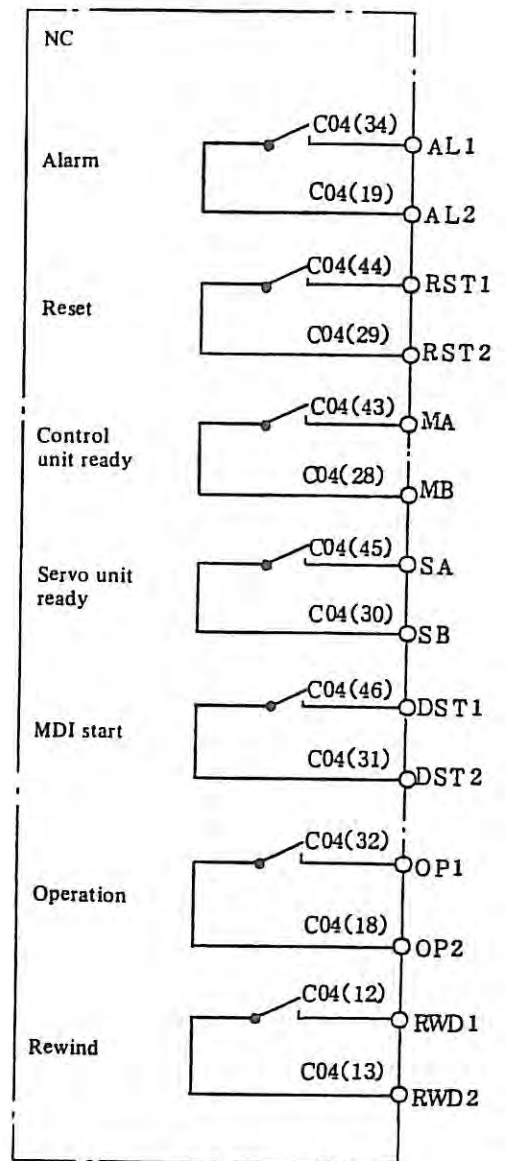 NC
C04(34)
AL1
Alarm
C04(19)
AL2
C04(44)
RST1
Reset
C04(29)
RST2
C04(43)
MA
Control
unit ready
C04(28)
MB
C04(45)
SA
Servo unit
ready
C04(30)
SB
C04(46)
DST1
MDI start
C04(31)
DST2
C04(32)
OP1
Operation
C04(18)
OP2
C04(12)
RWD1
Rewind
C04(13)
RWD2